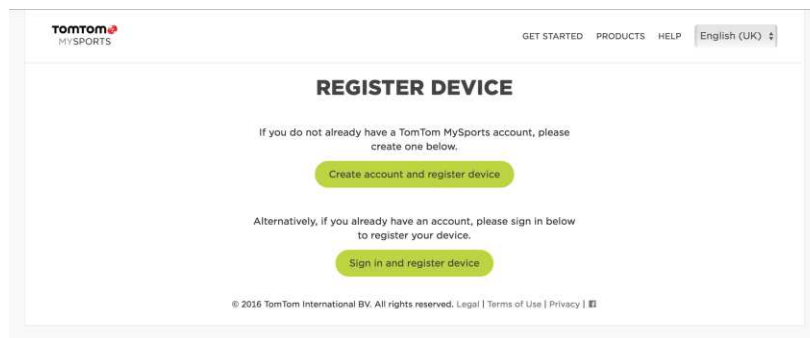 TOMTOM
MYSPORTS
GET STARTED PRODUCTS HELP English (UK)
REGISTER DEVICE
If you do not already have a TomTom MySports account, please
create one below.
Create account and register device
Alternatively, if you already have an account, please sign in below
to register your device.
Sign in and register device
© 2016 TomTom International BV. All rights reserved. Legal | Terms of Use | Privacy |